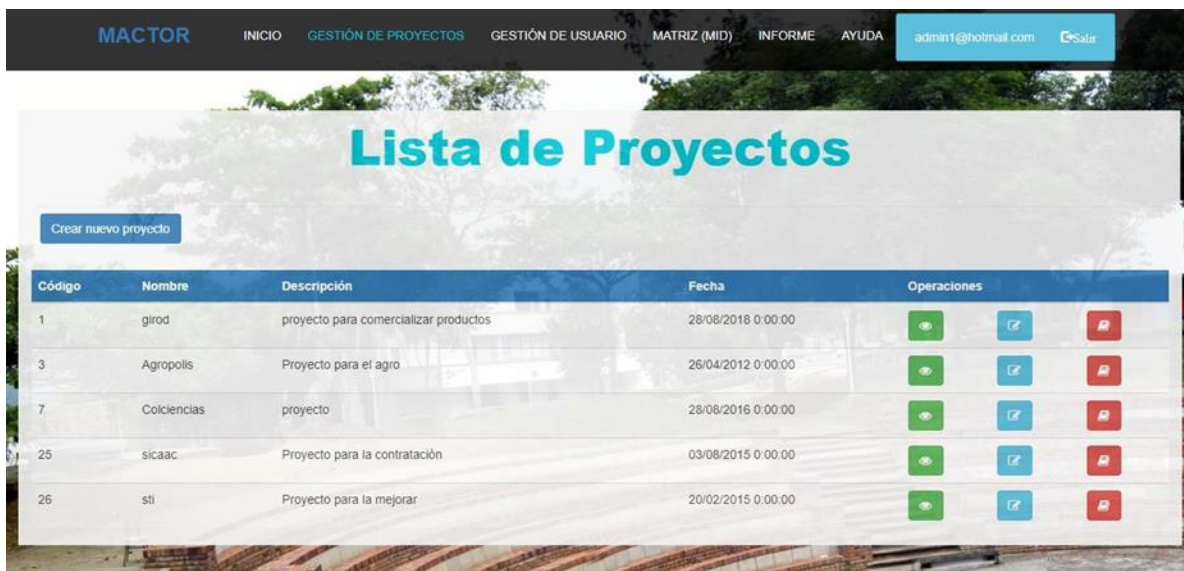 MACTOR INICIO GESTIÓN DE PROYECTOS GESTIÓN DE USUARIO MATRIZ (MID) INFORME AYUDA admin1@hotmail.com Salir
Lista de Proyectos
Crear nuevo proyecto
Código Nombre Descripción Fecha Operaciones
1 girod proyecto para comercializar productos 28/08/2018 0:00:00
3 Agropolis Proyecto para el agro 26/04/2012 0:00:00
7 Colciencias proyecto 28/08/2016 0:00:00
25 sicaac Proyecto para la contratación 03/08/2015 0:00:00
26 sti Proyecto para la mejorar 20/02/2015 0:00:00